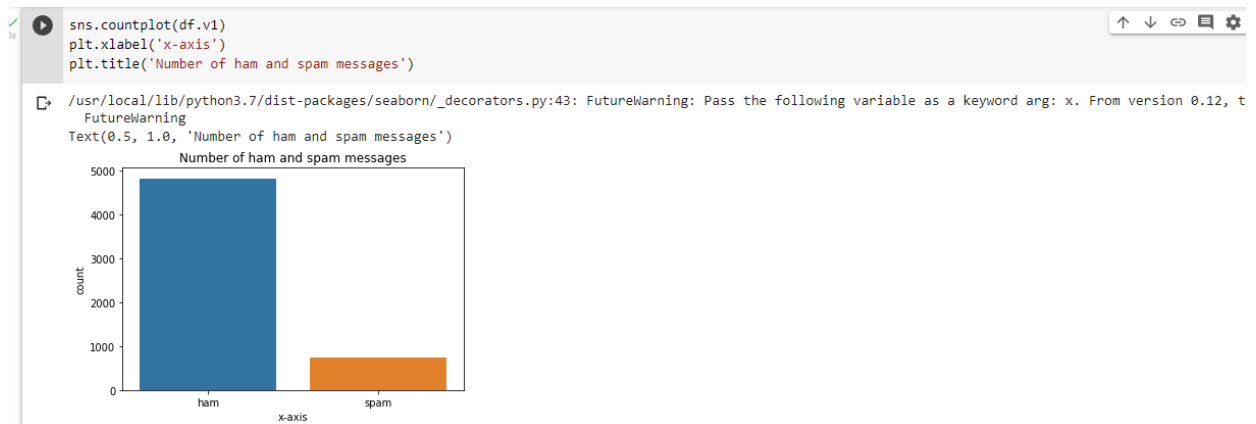 sns.countplot(df.v1)
plt.xlabel('x-axis')
plt.title('Number of ham and spam messages')
/usr/local/lib/python3.7/dist-packages/seaborn/_decorators.py:43: FutureWarning: Pass the following variable as a keyword arg: x. From version 0.12, t
FutureWarning
Text(0.5, 1.0, 'Number of ham and spam messages')
Number of ham and spam messages
5000
4000
3000
2000
1000
0
count
ham spam
x-axis